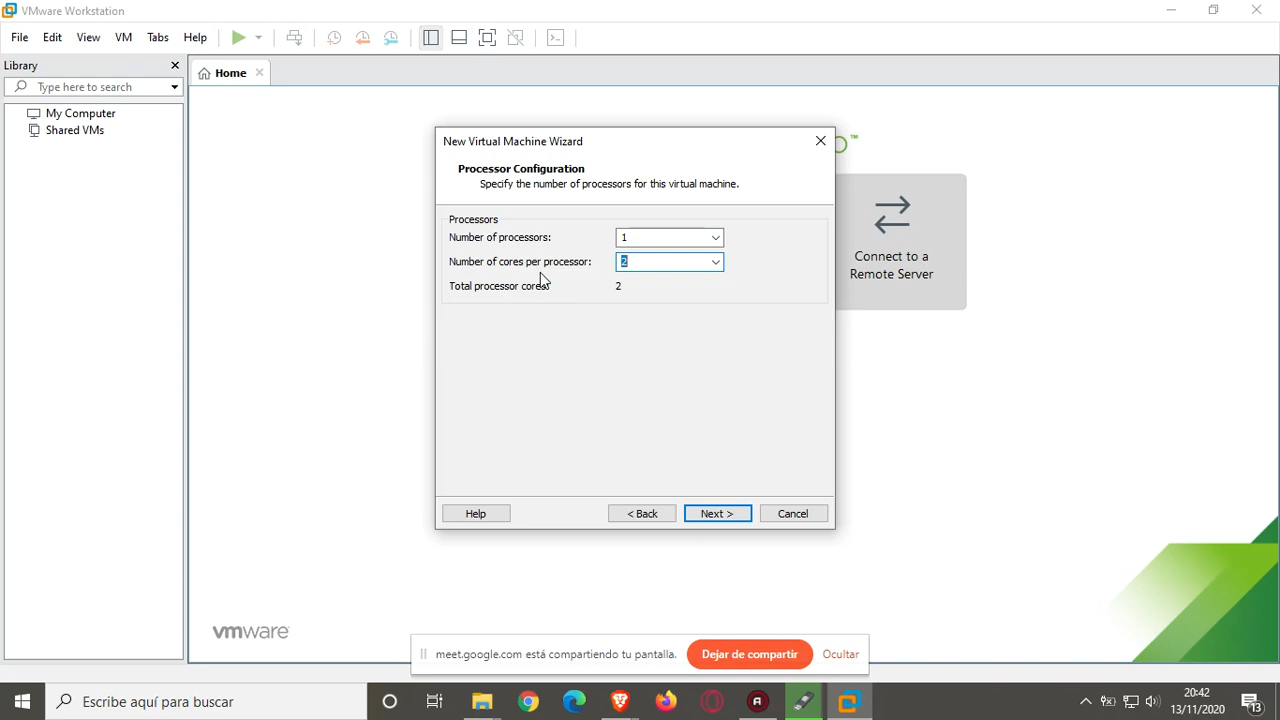 VMware Workstation
File Edit View VM Tabs Help
Library
Home
Type here to search
My Computer
Shared VMs
™
New Virtual Machine Wizard
Processor Configuration
Specify the number of processors for this virtual machine.
Processors
Number of processors: 1
Number of cores per processor: 2
Total processor cores: 2
Connect to a
Remote Server
Help < Back Next > Cancel
vmware
meet.google.com está compartiendo tu pantalla. Dejar de compartir Ocultar
Escribe aquí para buscar
20:42
13/11/2020
13